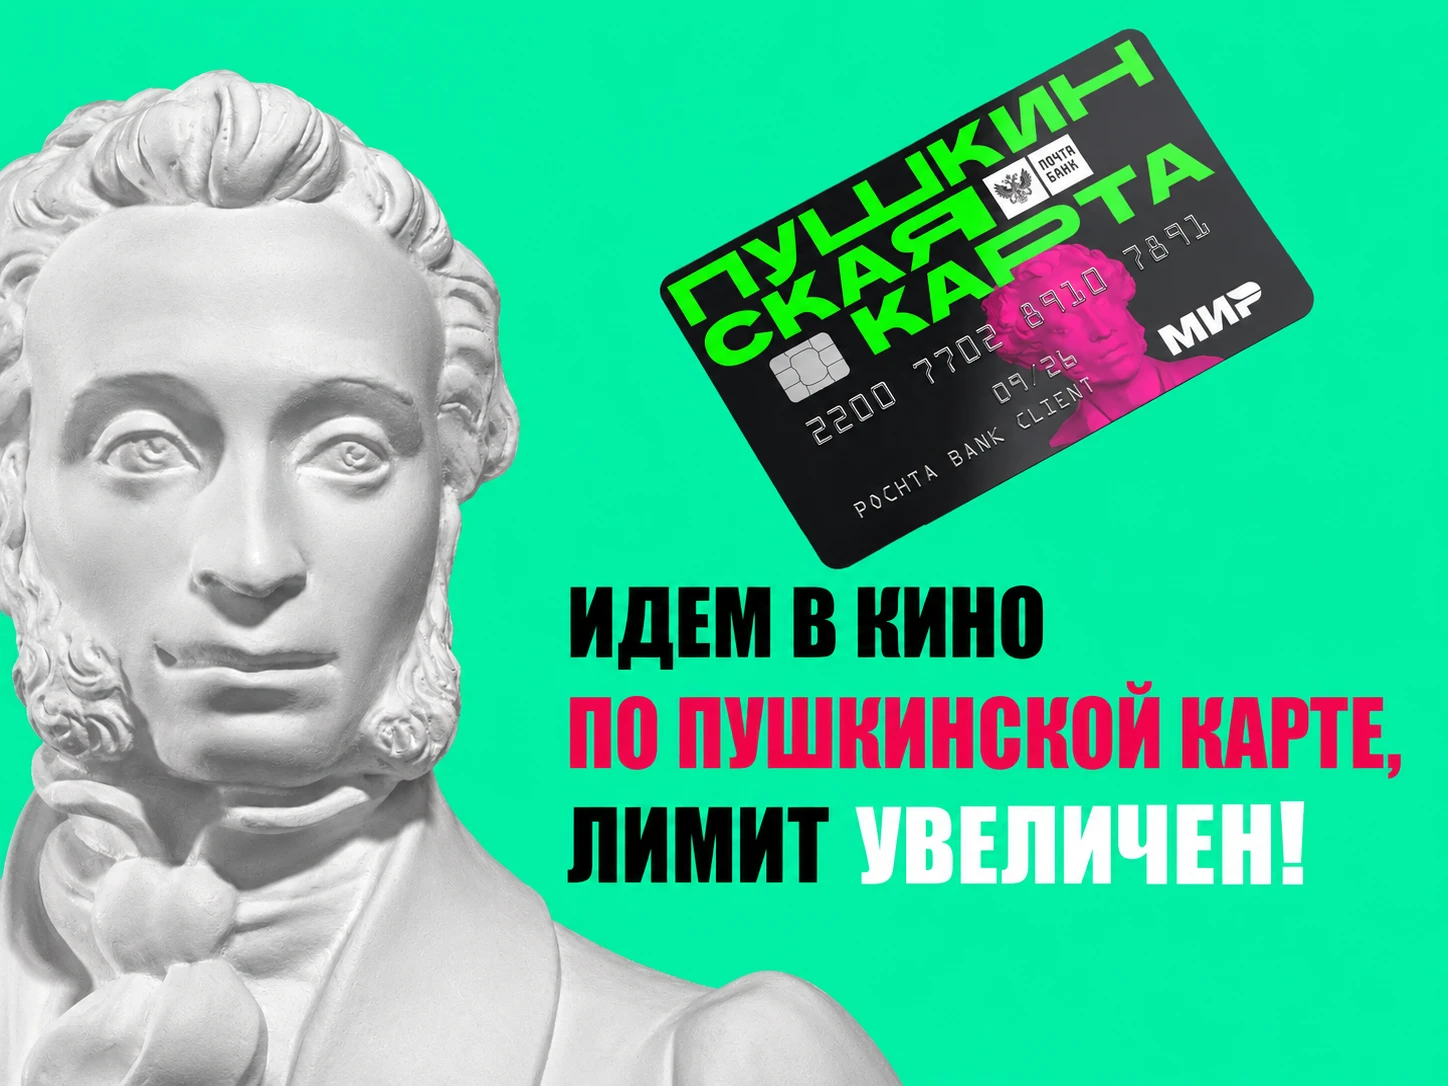 ПУШКИН
СКАЯ
КАРТА
ПОЧТА
БАНК
2200 7702 8910 7891
09/26
POCHTA BANK CLIENT
МИР
ИДЕМ В КИНО
ПО ПУШКИНСКОЙ КАРТЕ,
ЛИМИТ УВЕЛИЧЕН!